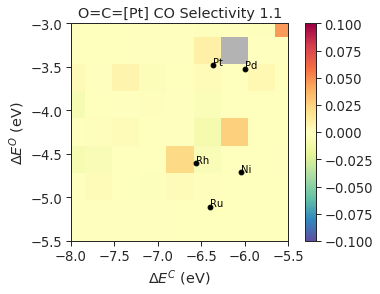 O=C=[Pt] CO Selectivity 1.1
−3.0
−3.5
−4.0
−4.5
−5.0
−5.5
ΔE^O (eV)
Pt
Pd
Rh
Ni
Ru
−8.0 −7.5 −7.0 −6.5 −6.0 −5.5
ΔE^C (eV)
0.100
0.075
0.050
0.025
0.000
−0.025
−0.050
−0.075
−0.100